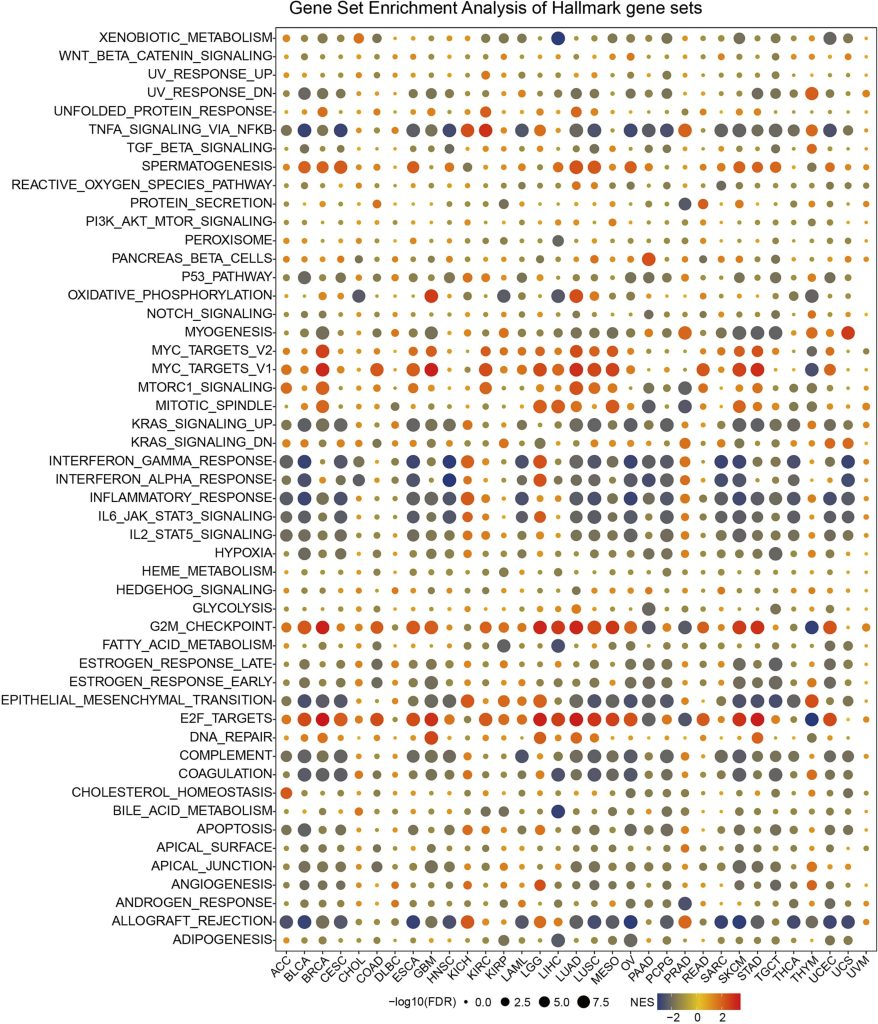 Gene Set Enrichment Analysis of Hallmark gene sets
XENOBIOTIC_METABOLISM
WNT_BETA_CATENIN_SIGNALING
UV_RESPONSE_UP
UV_RESPONSE_DN
UNFOLDED_PROTEIN_RESPONSE
TNFA_SIGNALING_VIA_NFKB
TGF_BETA_SIGNALING
SPERMATOGENESIS
REACTIVE_OXYGEN_SPECIES_PATHWAY
PROTEIN_SECRETION
PI3K_AKT_MTOR_SIGNALING
PEROXISOME
PANCREAS_BETA_CELLS
P53_PATHWAY
OXIDATIVE_PHOSPHORYLATION
NOTCH_SIGNALING
MYOGENESIS
MYC_TARGETS_V2
MYC_TARGETS_V1
MTORC1_SIGNALING
MITOTIC_SPINDLE
KRAS_SIGNALING_UP
KRAS_SIGNALING_DN
INTERFERON_GAMMA_RESPONSE
INTERFERON_ALPHA_RESPONSE
INFLAMMATORY_RESPONSE
IL6_JAK_STAT3_SIGNALING
IL2_STAT5_SIGNALING
HYPOXIA
HEME_METABOLISM
HEDGEHOG_SIGNALING
GLYCOLYSIS
G2M_CHECKPOINT
FATTY_ACID_METABOLISM
ESTROGEN_RESPONSE_LATE
ESTROGEN_RESPONSE_EARLY
EPITHELIAL_MESENCHYMAL_TRANSITION
E2F_TARGETS
DNA_REPAIR
COMPLEMENT
COAGULATION
CHOLESTEROL_HOMEOSTASIS
BILE_ACID_METABOLISM
APOPTOSIS
APICAL_SURFACE
APICAL_JUNCTION
ANGIOGENESIS
ANDROGEN_RESPONSE
ALLOGRAFT_REJECTION
ADIPOGENESIS
ACC BLCA BRCA CESC CHOL COAD DLBC ESCA GBM HNSC KICH KIRC KIRP LAML LGG LIHC LUAD LUSC MESO OV PAAD PCPG PRAD READ SARC SKCM STAD TGCT THCA THYM UCEC UCS UVM
−log10(FDR) 0.0 2.5 5.0 7.5 NES −2 0 2